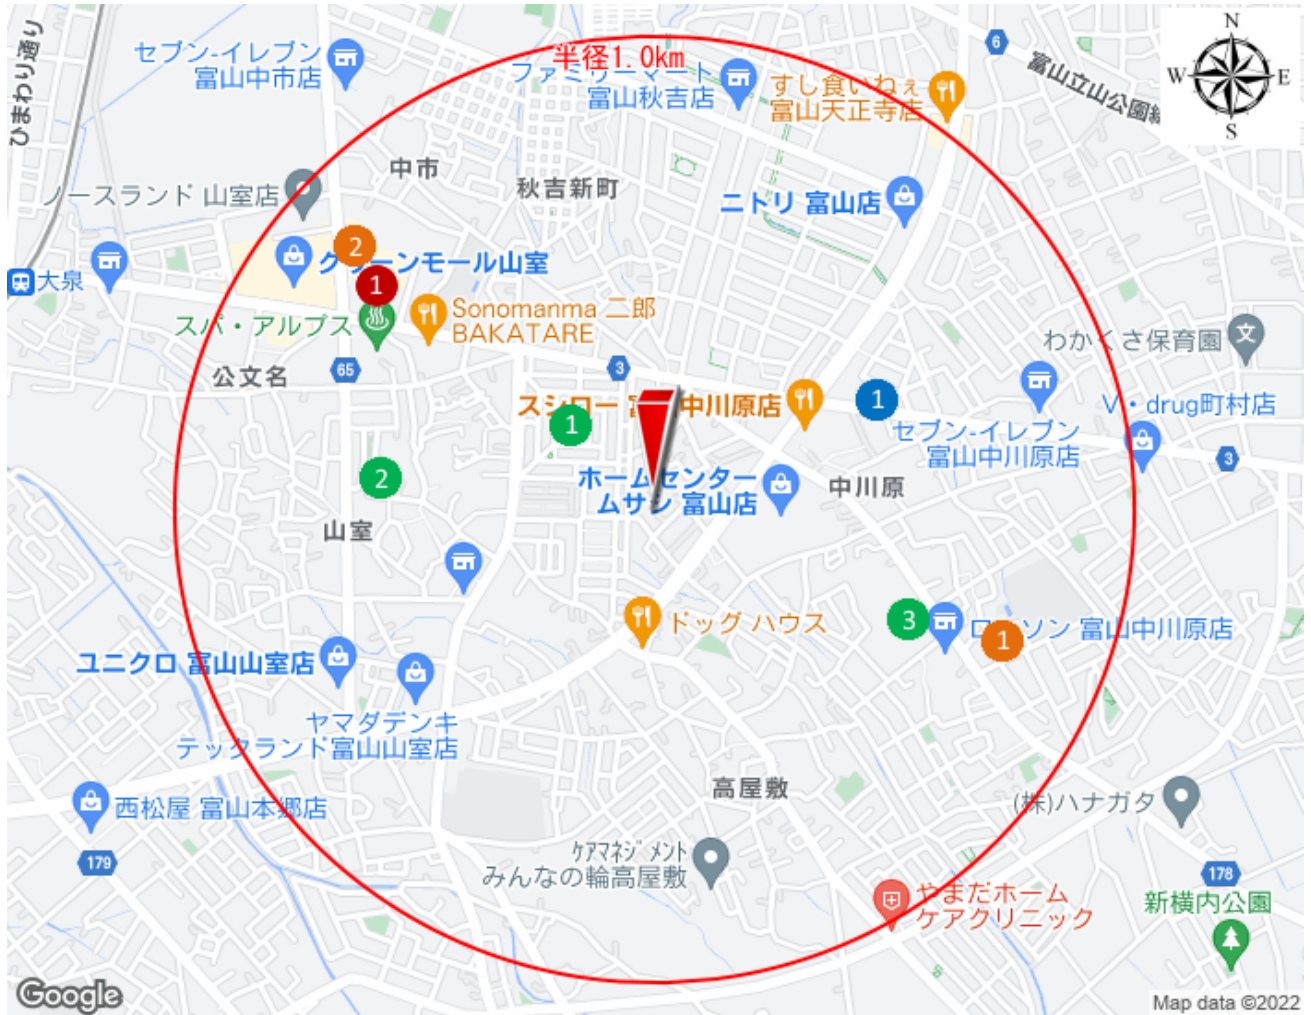 ひまわり通り
セブン-イレブン
富山中市店
半径1.0km
ファミリーマート
富山秋吉店
すし食いねぇ
富山天正寺店
6
富山立山公園線
N
W
E
S
中市
ノースランド 山室店
秋吉新町
ニトリ 富山店
2
グリーンモール山室
大泉
1
スパ・アルプス
Sonomanma 二郎
BAKATARE
わかくさ保育園
文
公文名
65
3
スシロー 富
中川原店
1
1
V・drug町村店
セブン-イレブン
富山中川原店
3
2
ホームセンター
ムサシ 富山店
中川原
山室
ドッグ ハウス
3
ローソン 富山中川原店
1
ユニクロ 富山山室店
ヤマダデンキ
テックランド富山山室店
高屋敷
西松屋 富山本郷店
(株)ハナガタ
179
ケアマネジメント
みんなの輪高屋敷
178
やまだホーム
ケアクリニック
新横内公園
Google
Map data ©2022